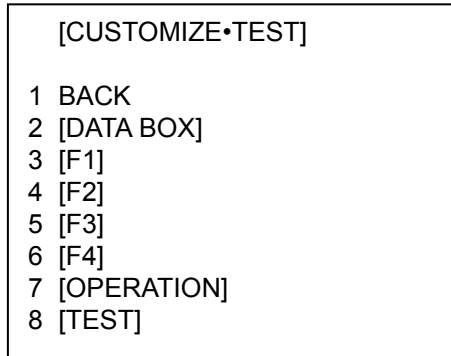 [CUSTOMIZE•TEST]
1 BACK
2 [DATA BOX]
3 [F1]
4 [F2]
5 [F3]
6 [F4]
7 [OPERATION]
8 [TEST]